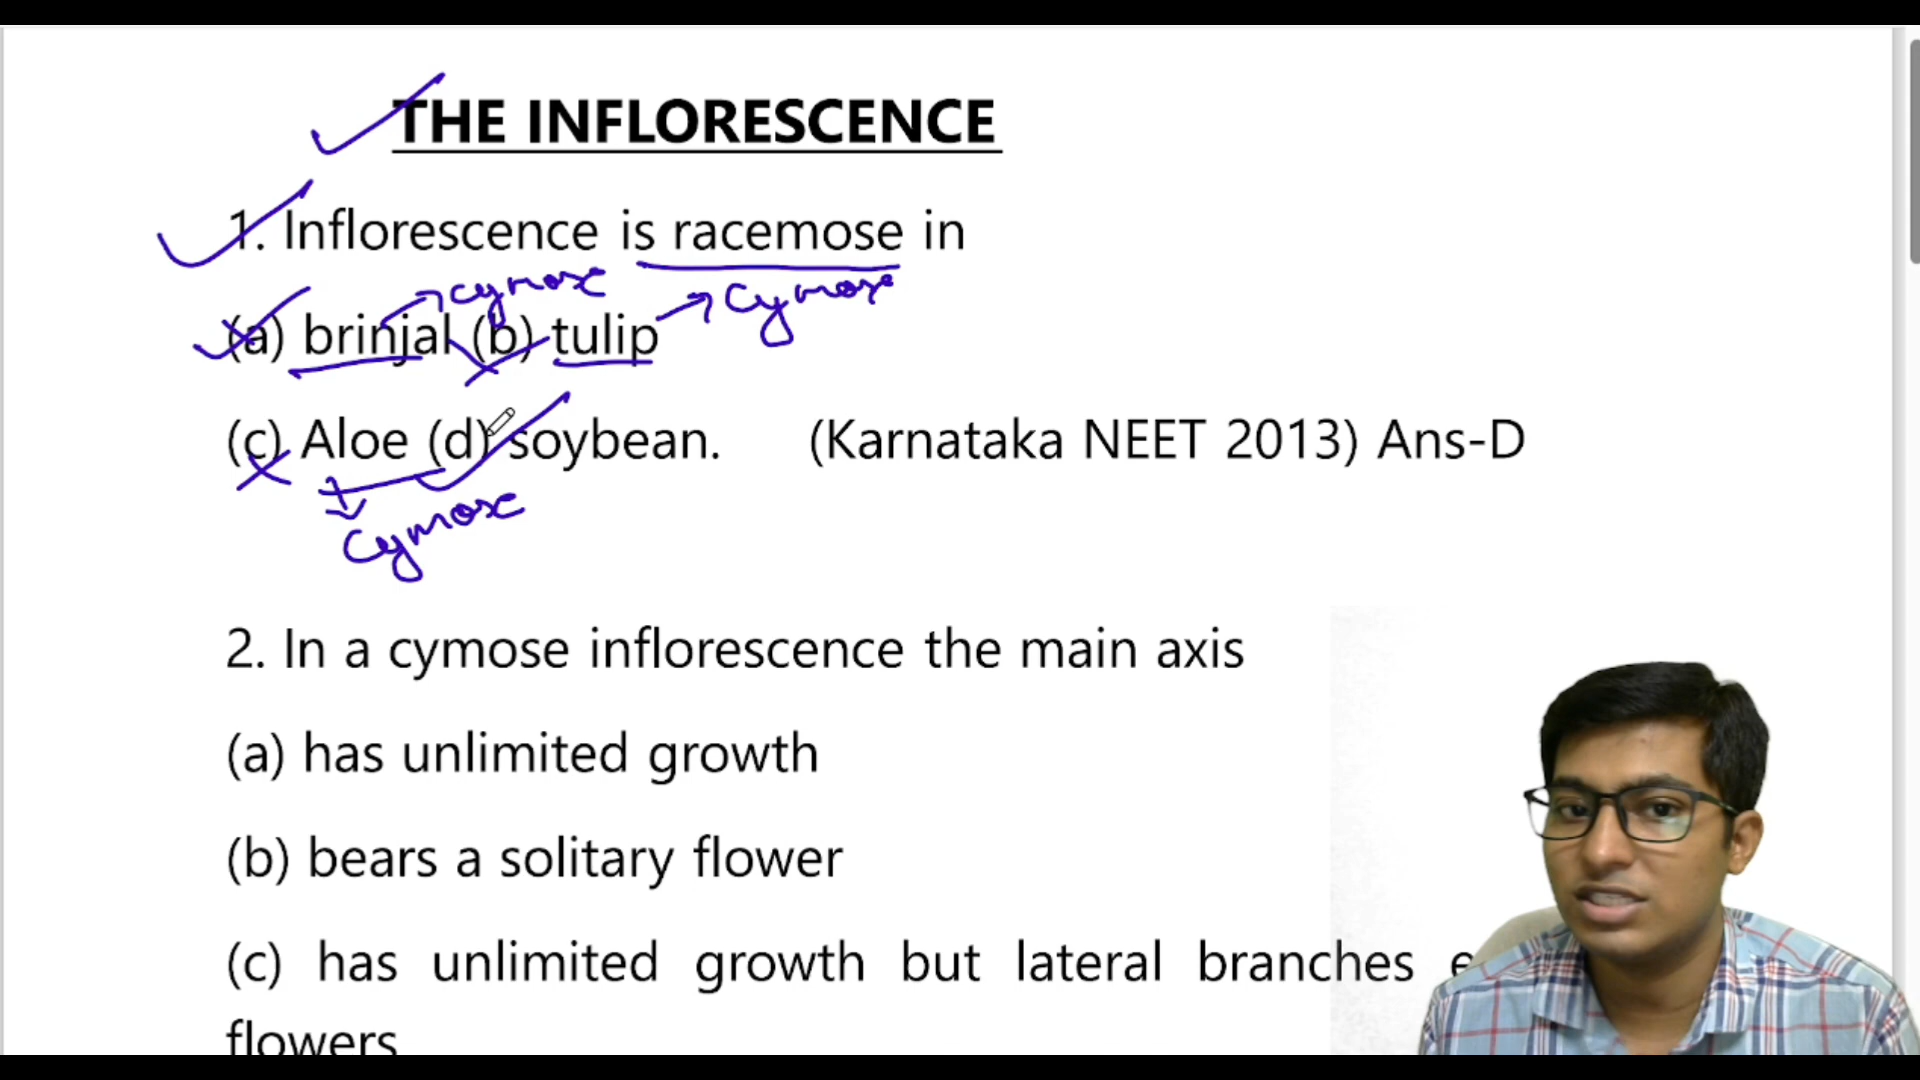 THE INFLORESCENCE
1. Inflorescence is racemose in
cymose cymose
(a) brinjal (b) tulip
(c) Aloe (d) soybean. (Karnataka NEET 2013) Ans-D
cymose
2. In a cymose inflorescence the main axis
(a) has unlimited growth
(b) bears a solitary flower
(c) has unlimited growth but lateral branches
flowers